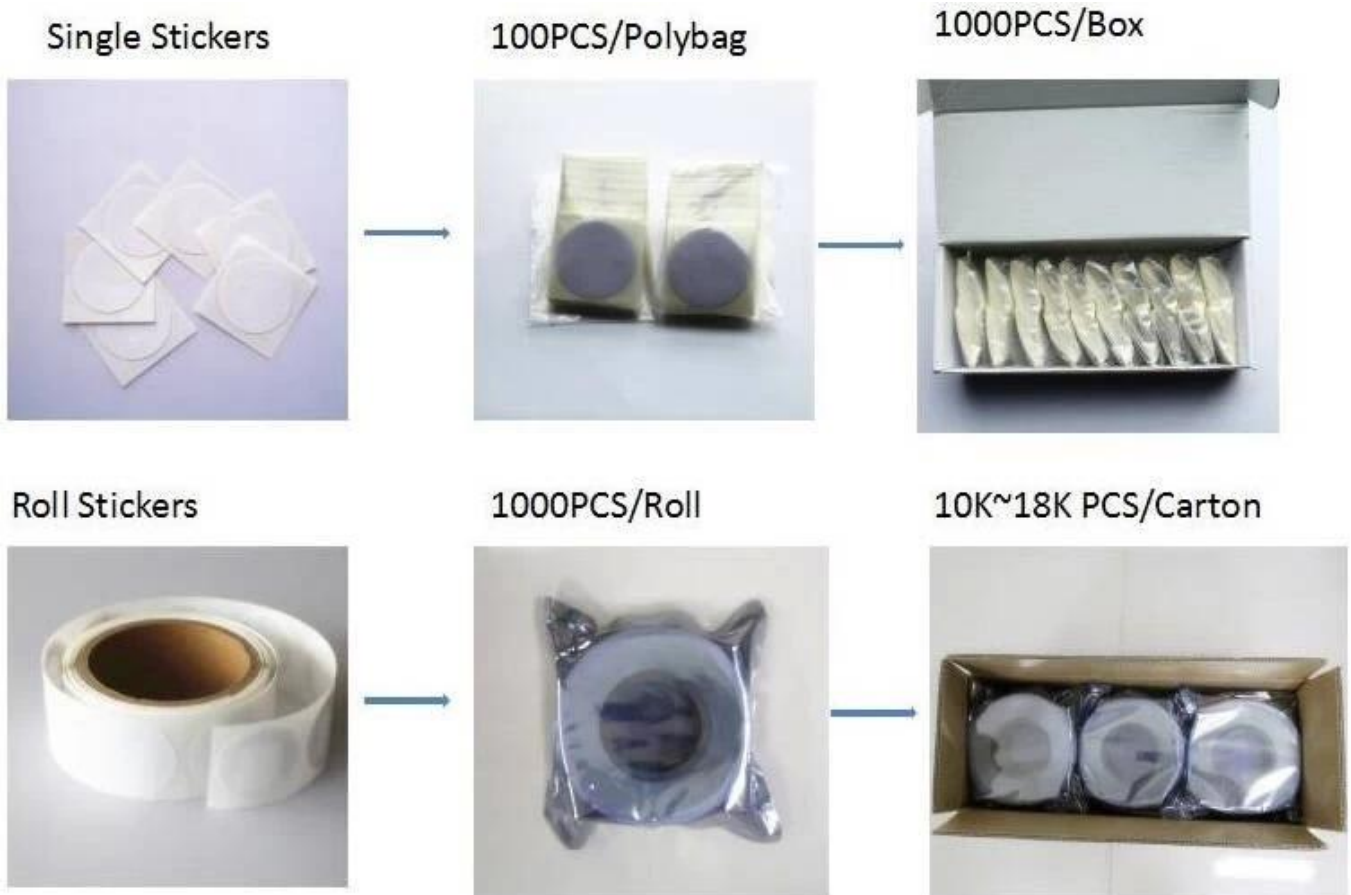 Single Stickers
100PCS/Polybag
1000PCS/Box
Roll Stickers
1000PCS/Roll
10K~18K PCS/Carton